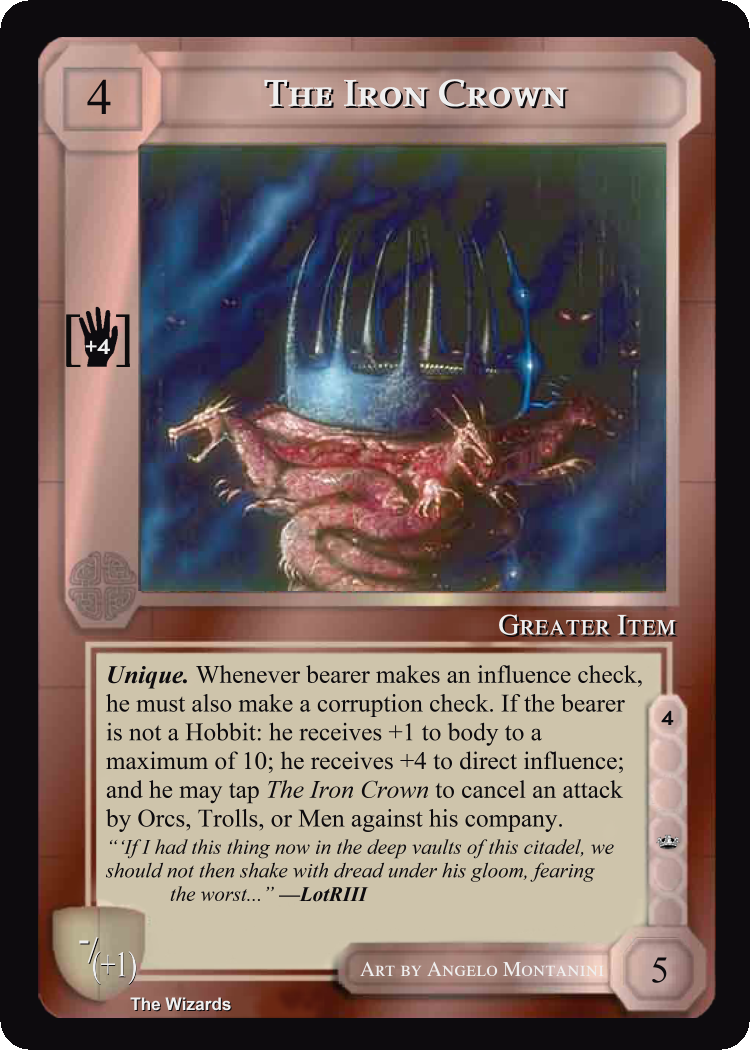 4
The Iron Crown
[+4]
Greater Item
Unique. Whenever bearer makes an influence check,
he must also make a corruption check. If the bearer
is not a Hobbit: he receives +1 to body to a
maximum of 10; he receives +4 to direct influence;
and he may tap The Iron Crown to cancel an attack
by Orcs, Trolls, or Men against his company.
“‘If I had this thing now in the deep vaults of this citadel, we
should not then shake with dread under his gloom, fearing
the worst...” —LotRIII
4
-/(+1)
Art by Angelo Montanini
5
The Wizards